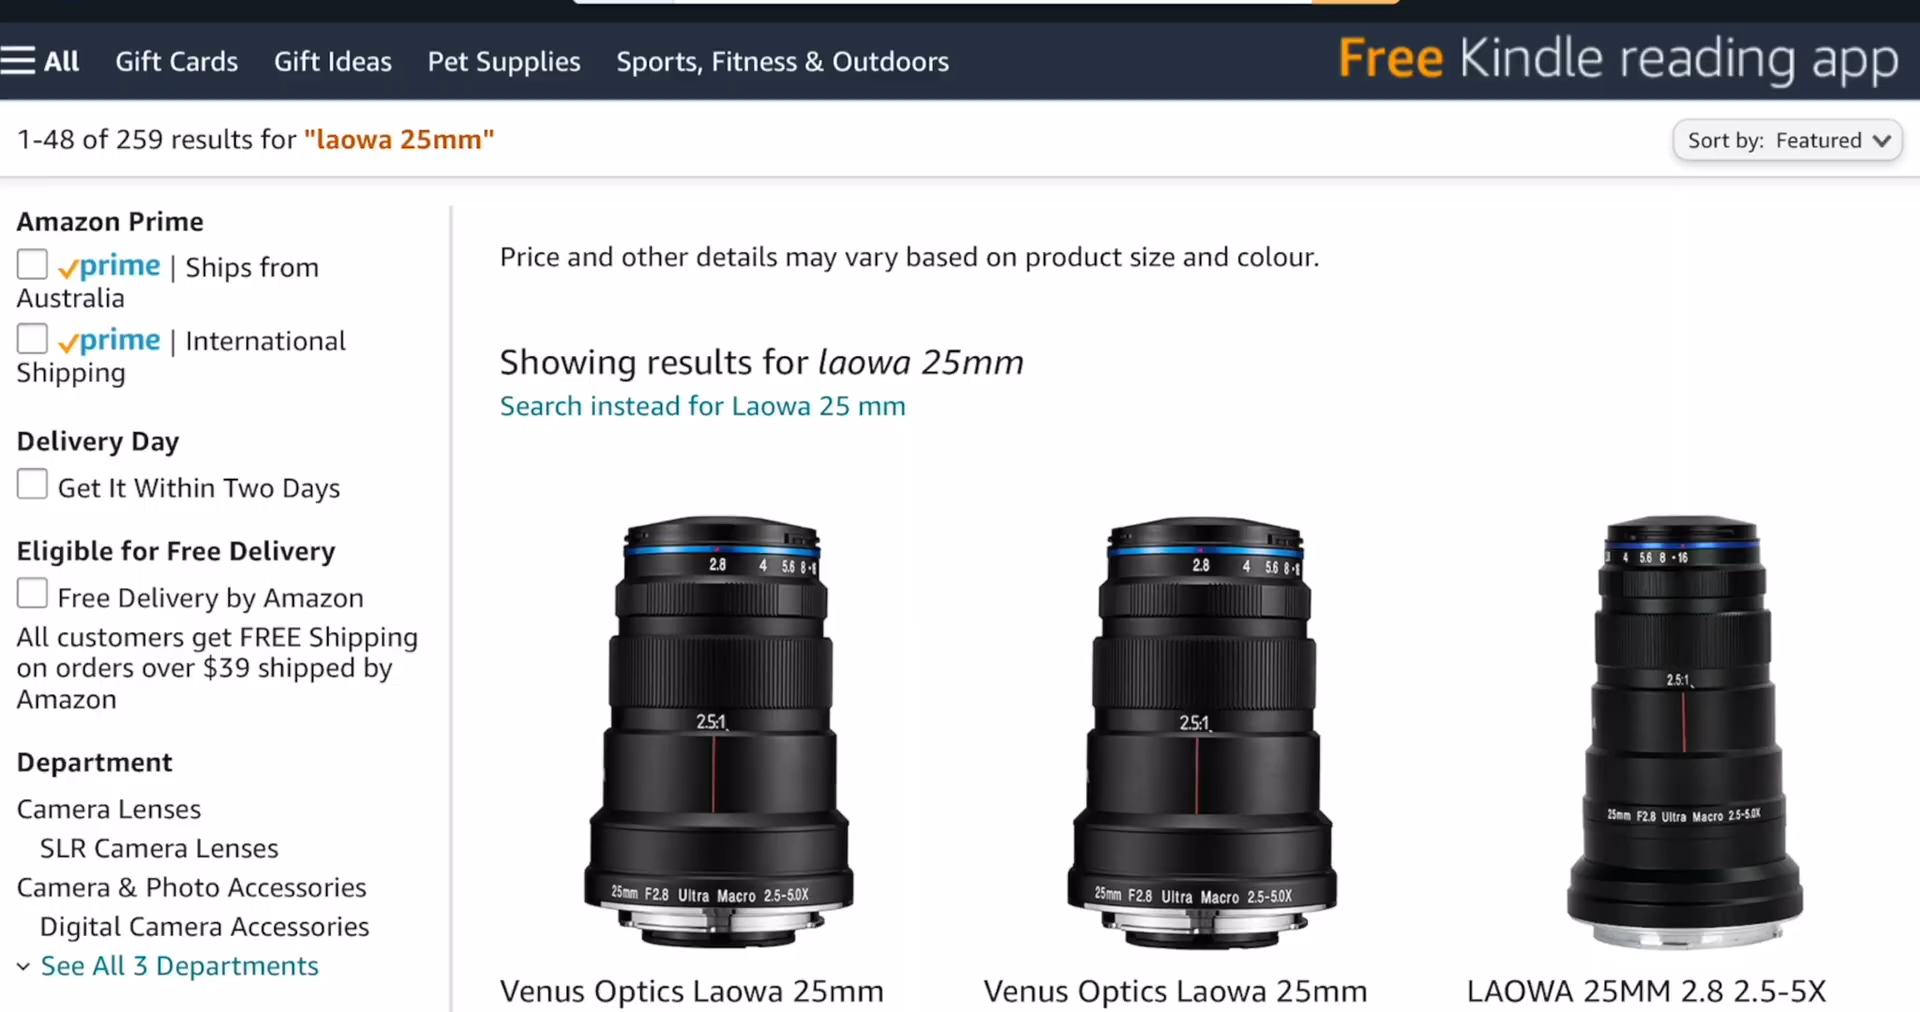 All Gift Cards Gift Ideas Pet Supplies Sports, Fitness & Outdoors
Free Kindle reading app
1-48 of 259 results for "laowa 25mm"
Sort by: Featured
Amazon Prime
prime | Ships from
Australia
prime | International
Shipping
Delivery Day
Get It Within Two Days
Eligible for Free Delivery
Free Delivery by Amazon
All customers get FREE Shipping
on orders over $39 shipped by
Amazon
Department
Camera Lenses
SLR Camera Lenses
Camera & Photo Accessories
Digital Camera Accessories
See All 3 Departments
Price and other details may vary based on product size and colour.
Showing results for laowa 25mm
Search instead for Laowa 25 mm
2.8 4 5.6 8
2.5:1
25mm F2.8 Ultra Macro 2.5-5.0X
Venus Optics Laowa 25mm
2.8 4 5.6 8
2.5:1
25mm F2.8 Ultra Macro 2.5-5.0X
Venus Optics Laowa 25mm
4 5.6 8 •16
2.5:1
25mm F2.8 Ultra Macro 2.5-5.0X
LAOWA 25MM 2.8 2.5-5X